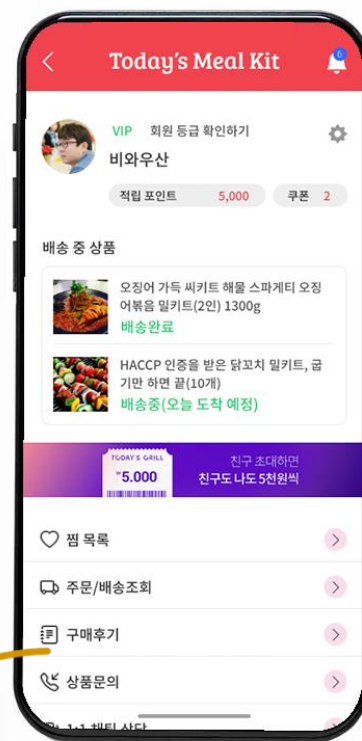 Today's Meal Kit
6
VIP 회원 등급 확인하기
비와우산
적립 포인트 5,000 쿠폰 2
배송 중 상품
오징어 가득 씨키트 해물 스파게티 오징
어볶음 밀키트(2인) 1300g
배송완료
HACCP 인증을 받은 닭꼬치 밀키트, 굽
기만 하면 끝(10개)
배송중(오늘 도착 예정)
TODAY'S GRILL
₩5.000
친구 초대하면
친구도 나도 5천원씩
찜 목록
주문/배송조회
구매후기
상품문의
1:1 채팅 상담